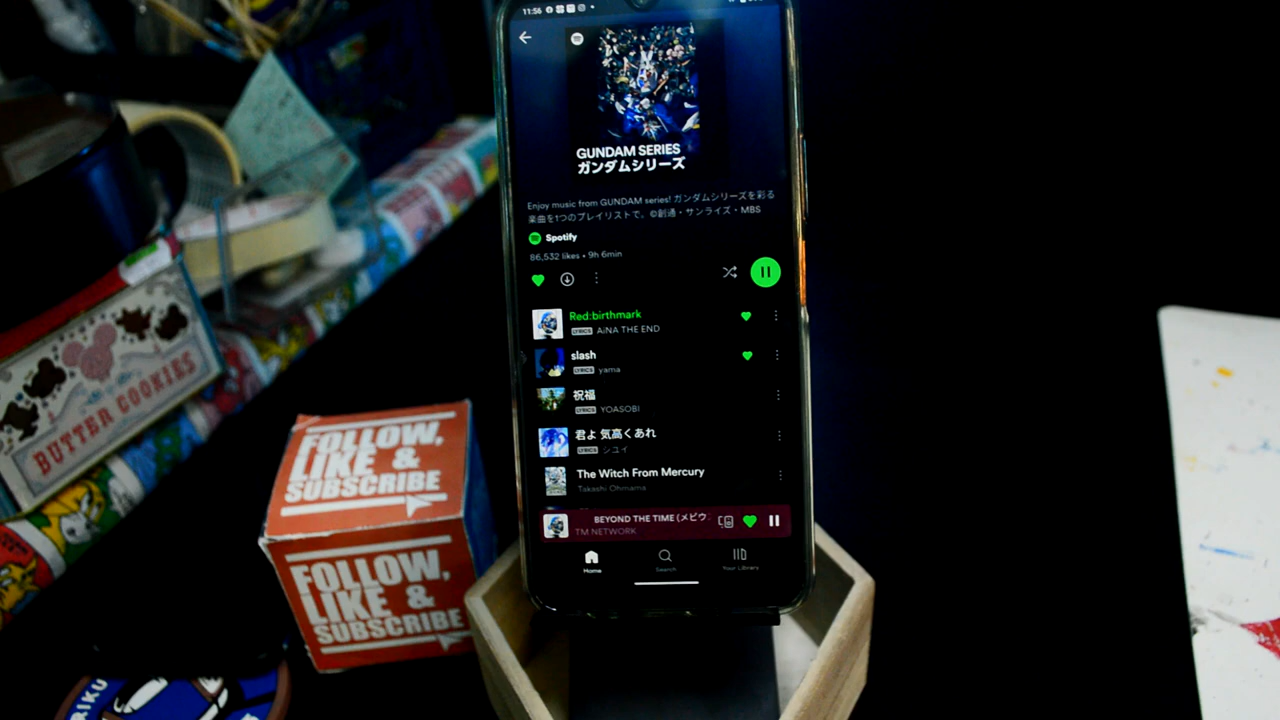 11:56
GUNDAM SERIES
ガンダムシリーズ
Enjoy music from GUNDAM series! ガンダムシリーズを彩る
楽曲を1つのプレイリストで。©創通・サンライズ・MBS
Spotify
86,532 likes • 9h 6min
Red:birthmark
LYRICS AiNA THE END
slash
LYRICS yama
祝福
LYRICS YOASOBI
君よ 気高くあれ
LYRICS シユイ
The Witch From Mercury
Takashi Ohmama
BEYOND THE TIME (メビウ
TM NETWORK
Home
Search
Your Library
BUTTER COOKIES
FOLLOW,
LIKE &
SUBSCRIBE
FOLLOW,
LIKE &
SUBSCRIBE
RIKU